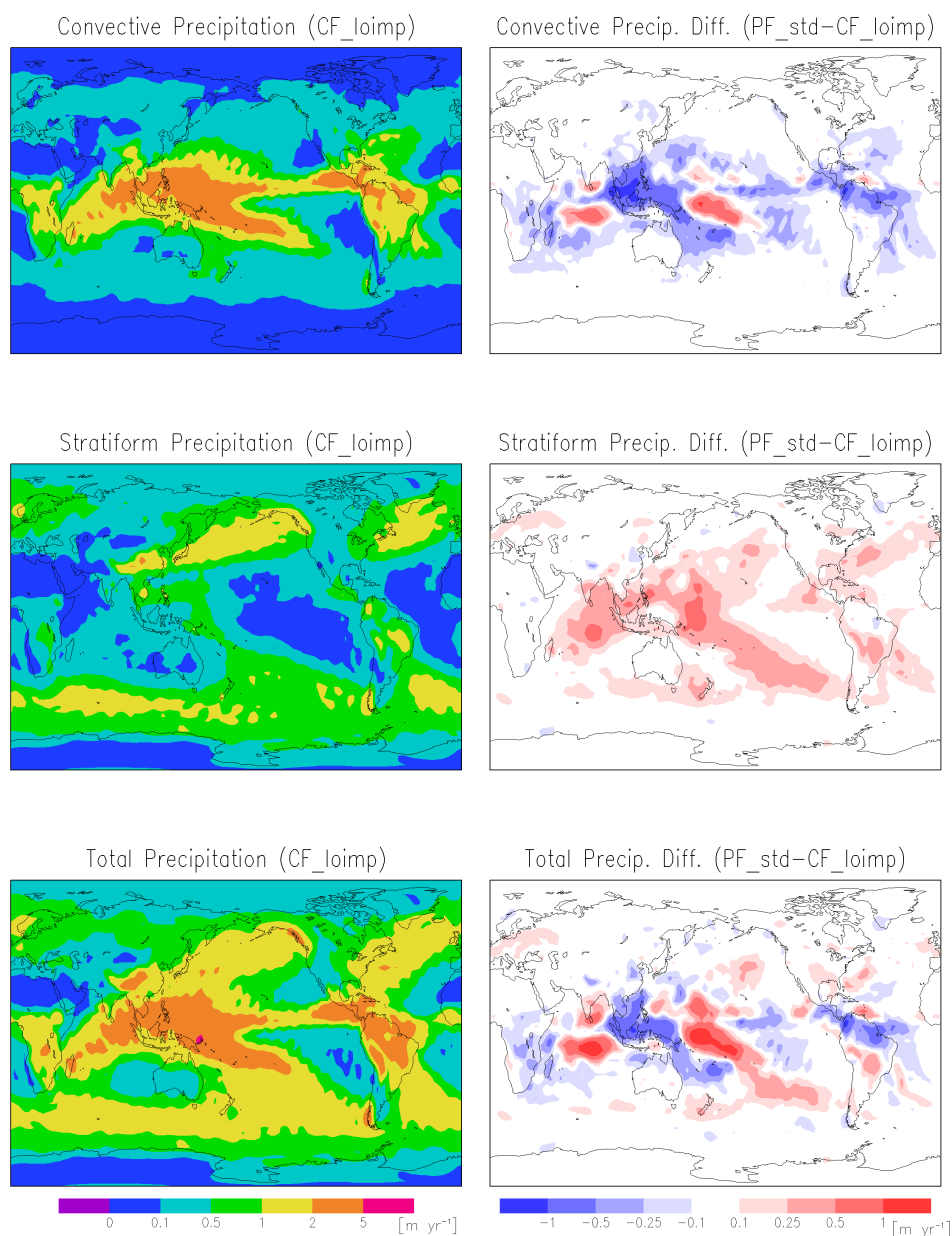 Convective Precipitation (CF_loimp)
Convective Precip. Diff. (PF_std-CF_loimp)
Stratiform Precipitation (CF_loimp)
Stratiform Precip. Diff. (PF_std-CF_loimp)
Total Precipitation (CF_loimp)
Total Precip. Diff. (PF_std-CF_loimp)
0 0.1 0.5 1 2 5 [m yr⁻¹]
-1 -0.5 -0.25 -0.1 0.1 0.25 0.5 1 [m yr⁻¹]